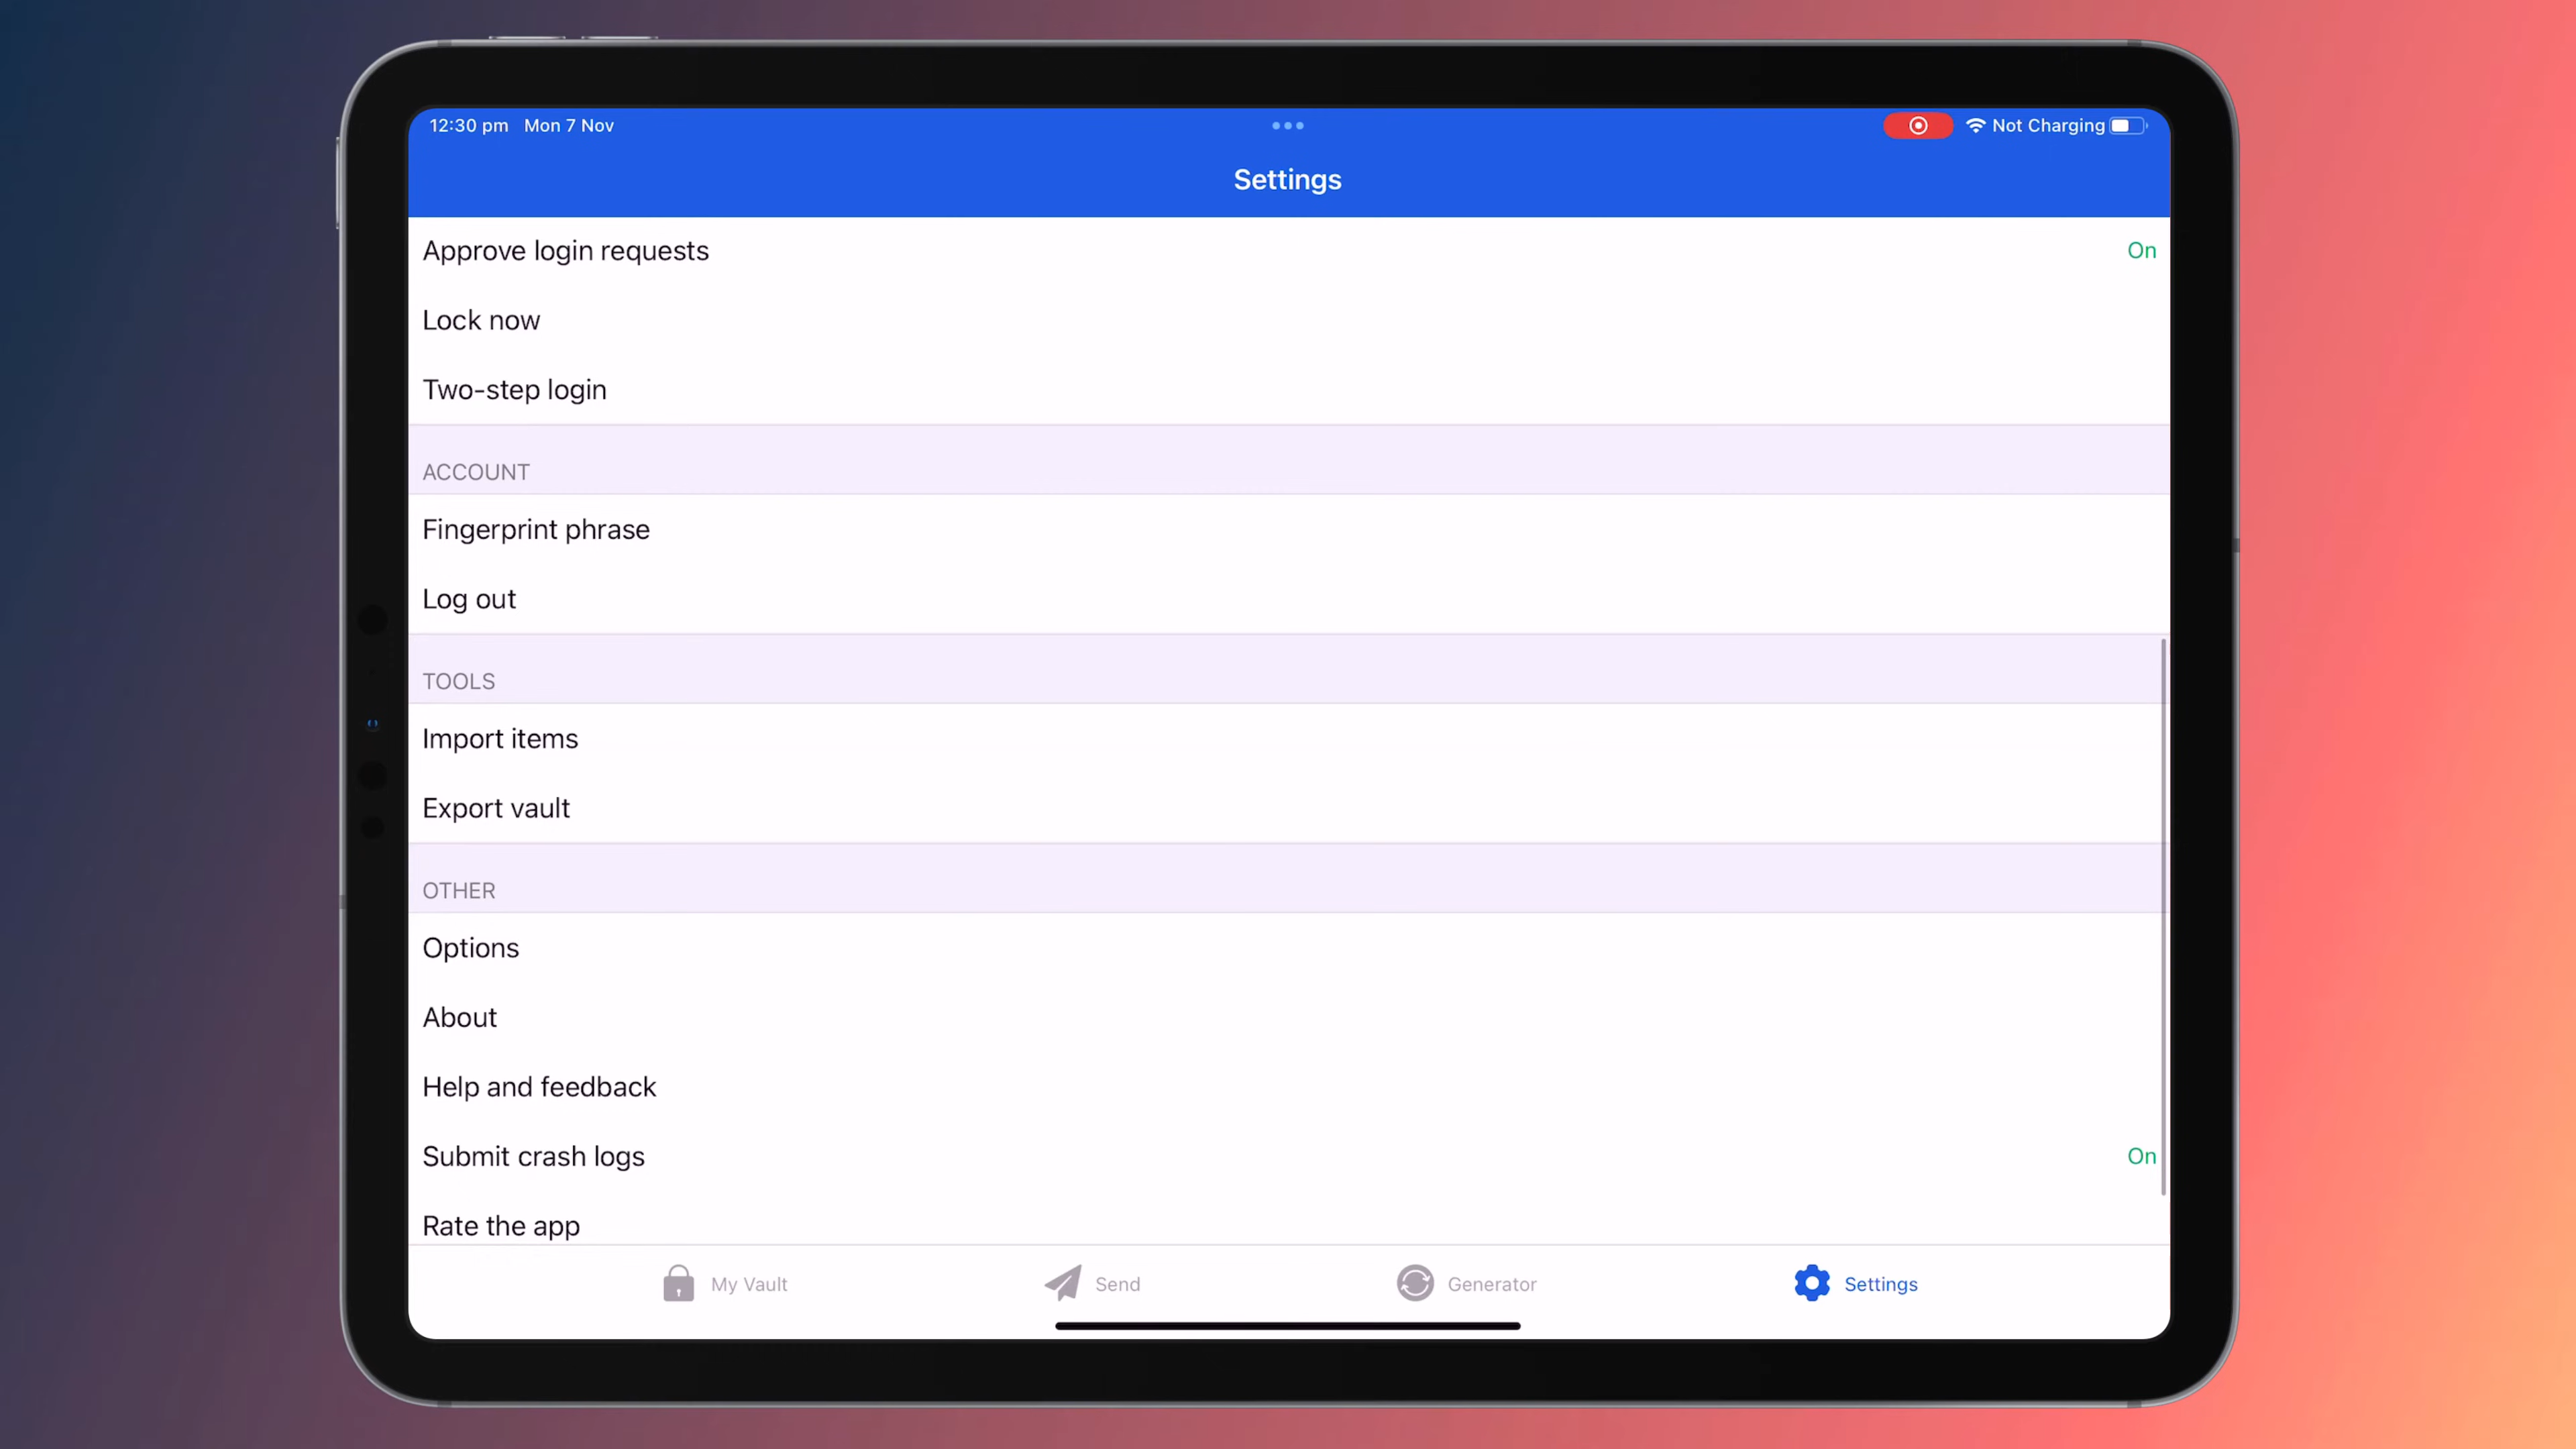 12:30 pm Mon 7 Nov
Not Charging
Settings
Approve login requests On
Lock now
Two-step login
ACCOUNT
Fingerprint phrase
Log out
TOOLS
Import items
Export vault
OTHER
Options
About
Help and feedback
Submit crash logs On
Rate the app
My Vault Send Generator Settings